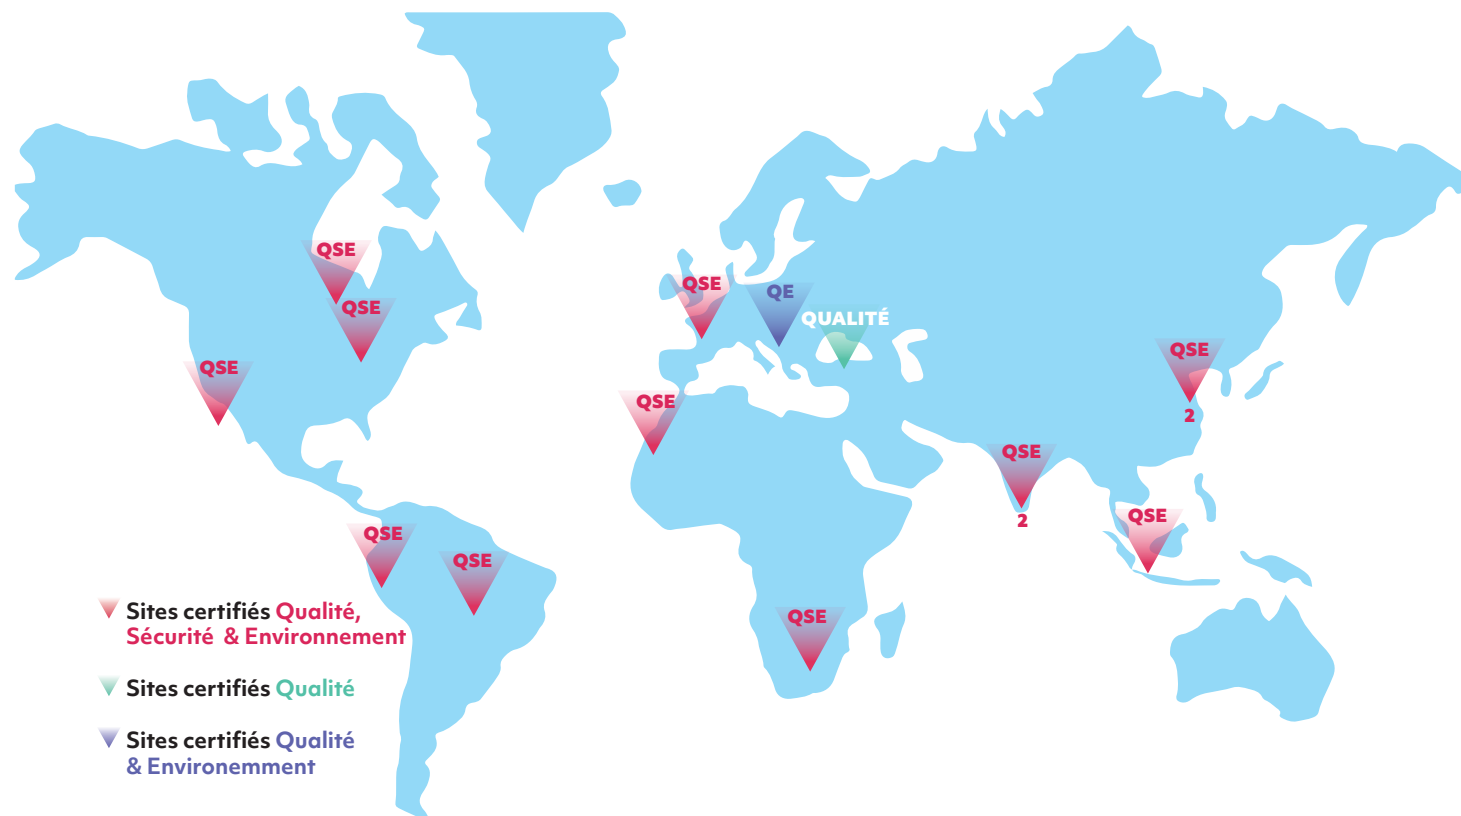 QSE
QSE
QE
QSE
QUALITÉ
QSE
QSE
QSE
2
QSE
QSE
2
QSE
QSE
QSE
QSE
Sites certifiés Qualité,
Sécurité & Environnement
Sites certifiés Qualité
Sites certifiés Qualité
& Environemment